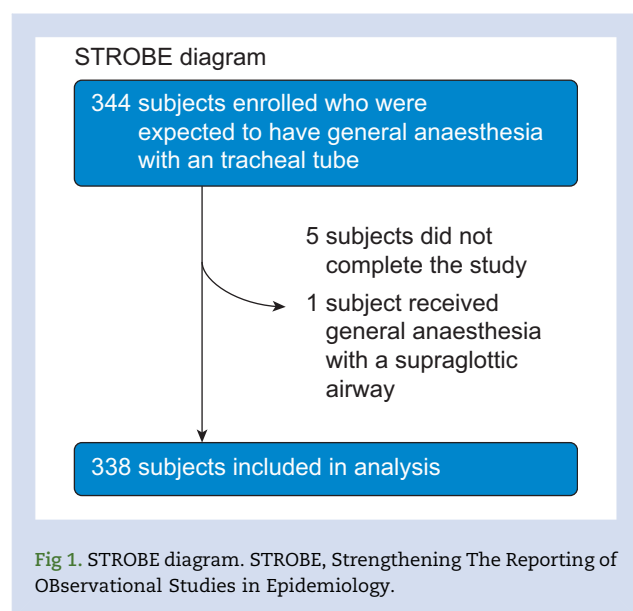 STROBE diagram
344 subjects enrolled who were
expected to have general anaesthesia
with an tracheal tube
5 subjects did not
complete the study
1 subject received
general anaesthesia
with a supraglottic
airway
338 subjects included in analysis
Fig 1. STROBE diagram. STROBE, Strengthening The Reporting of
OBservational Studies in Epidemiology.